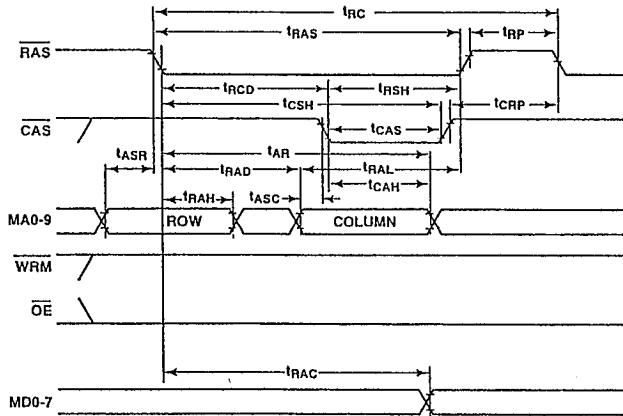 tRC
tRAS
tRP
RAS
tRCD
tRSH
tCSH
tCRP
CAS
tCAS
tASR
tAR
tRAD
tRAL
tRAH
tASC
tCAH
MA0-9
ROW
COLUMN
WRM
OE
tRAC
MD0-7